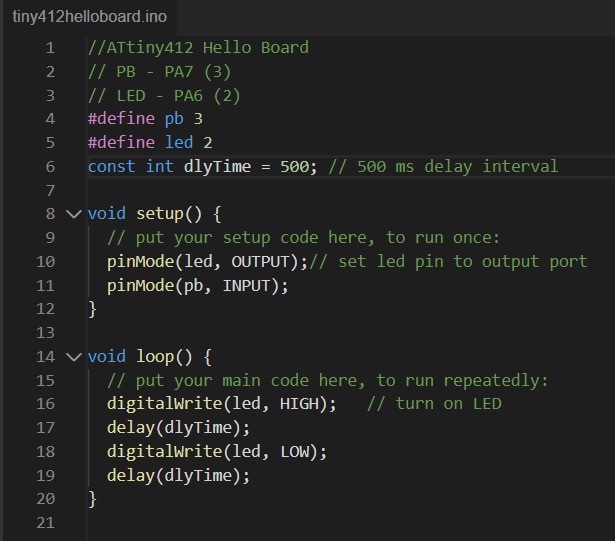 tiny412helloboard.ino
1 //ATtiny412 Hello Board
2 // PB - PA7 (3)
3 // LED - PA6 (2)
4 #define pb 3
5 #define led 2
6 const int dlyTime = 500; // 500 ms delay interval
7
8 void setup() {
9 // put your setup code here, to run once:
10 pinMode(led, OUTPUT);// set led pin to output port
11 pinMode(pb, INPUT);
12 }
13
14 void loop() {
15 // put your main code here, to run repeatedly:
16 digitalWrite(led, HIGH);   // turn on LED
17 delay(dlyTime);
18 digitalWrite(led, LOW);
19 delay(dlyTime);
20 }
21